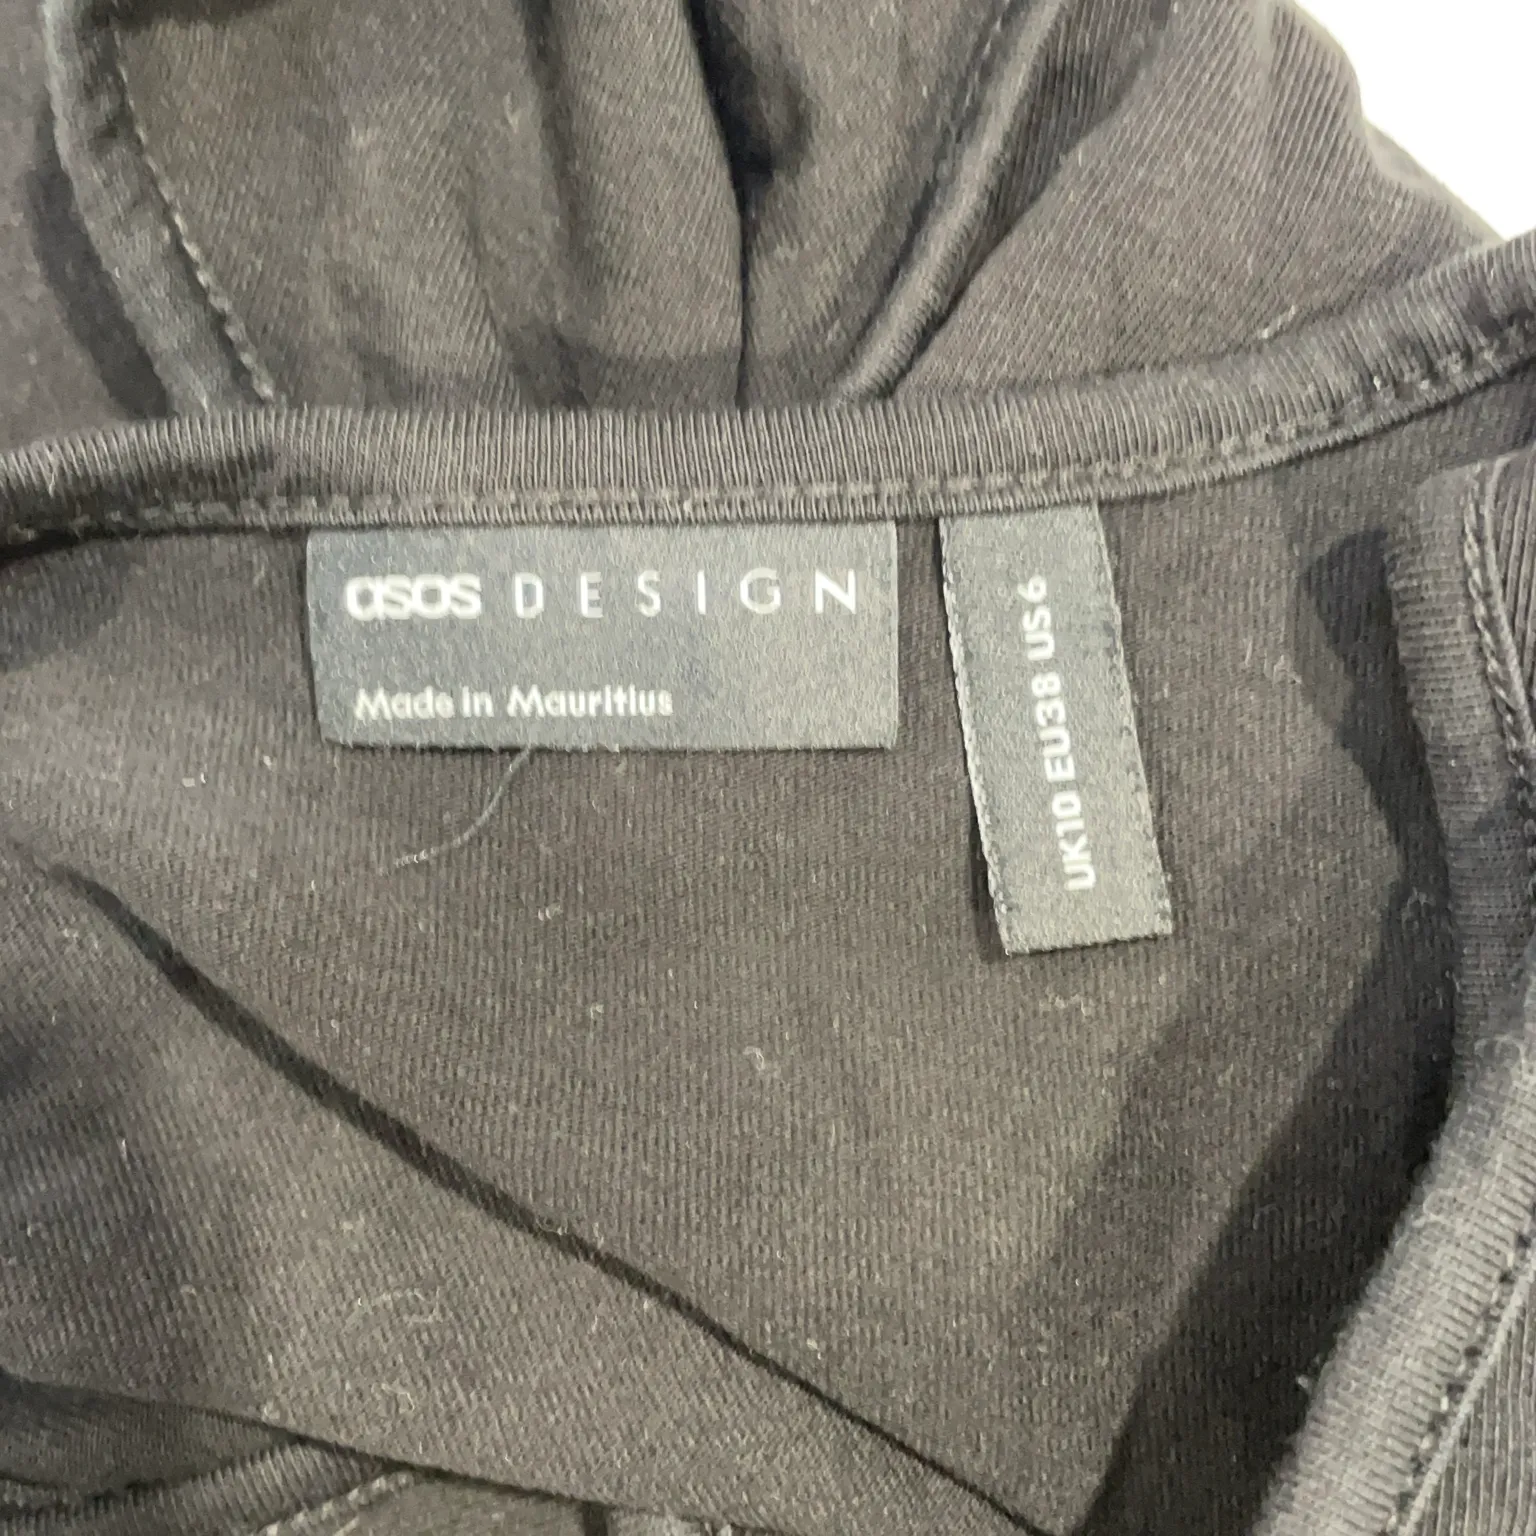 asos DESIGN
Made in Mauritius
UK10 EU38 US6